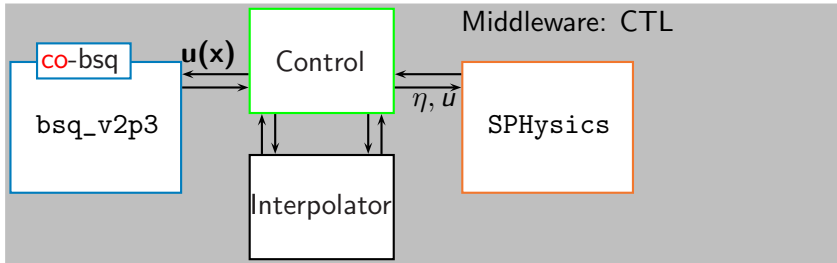 Middleware: CTL
co-bsq
u(x)
Control
bsq_v2p3
η, u
SPHysics
Interpolator